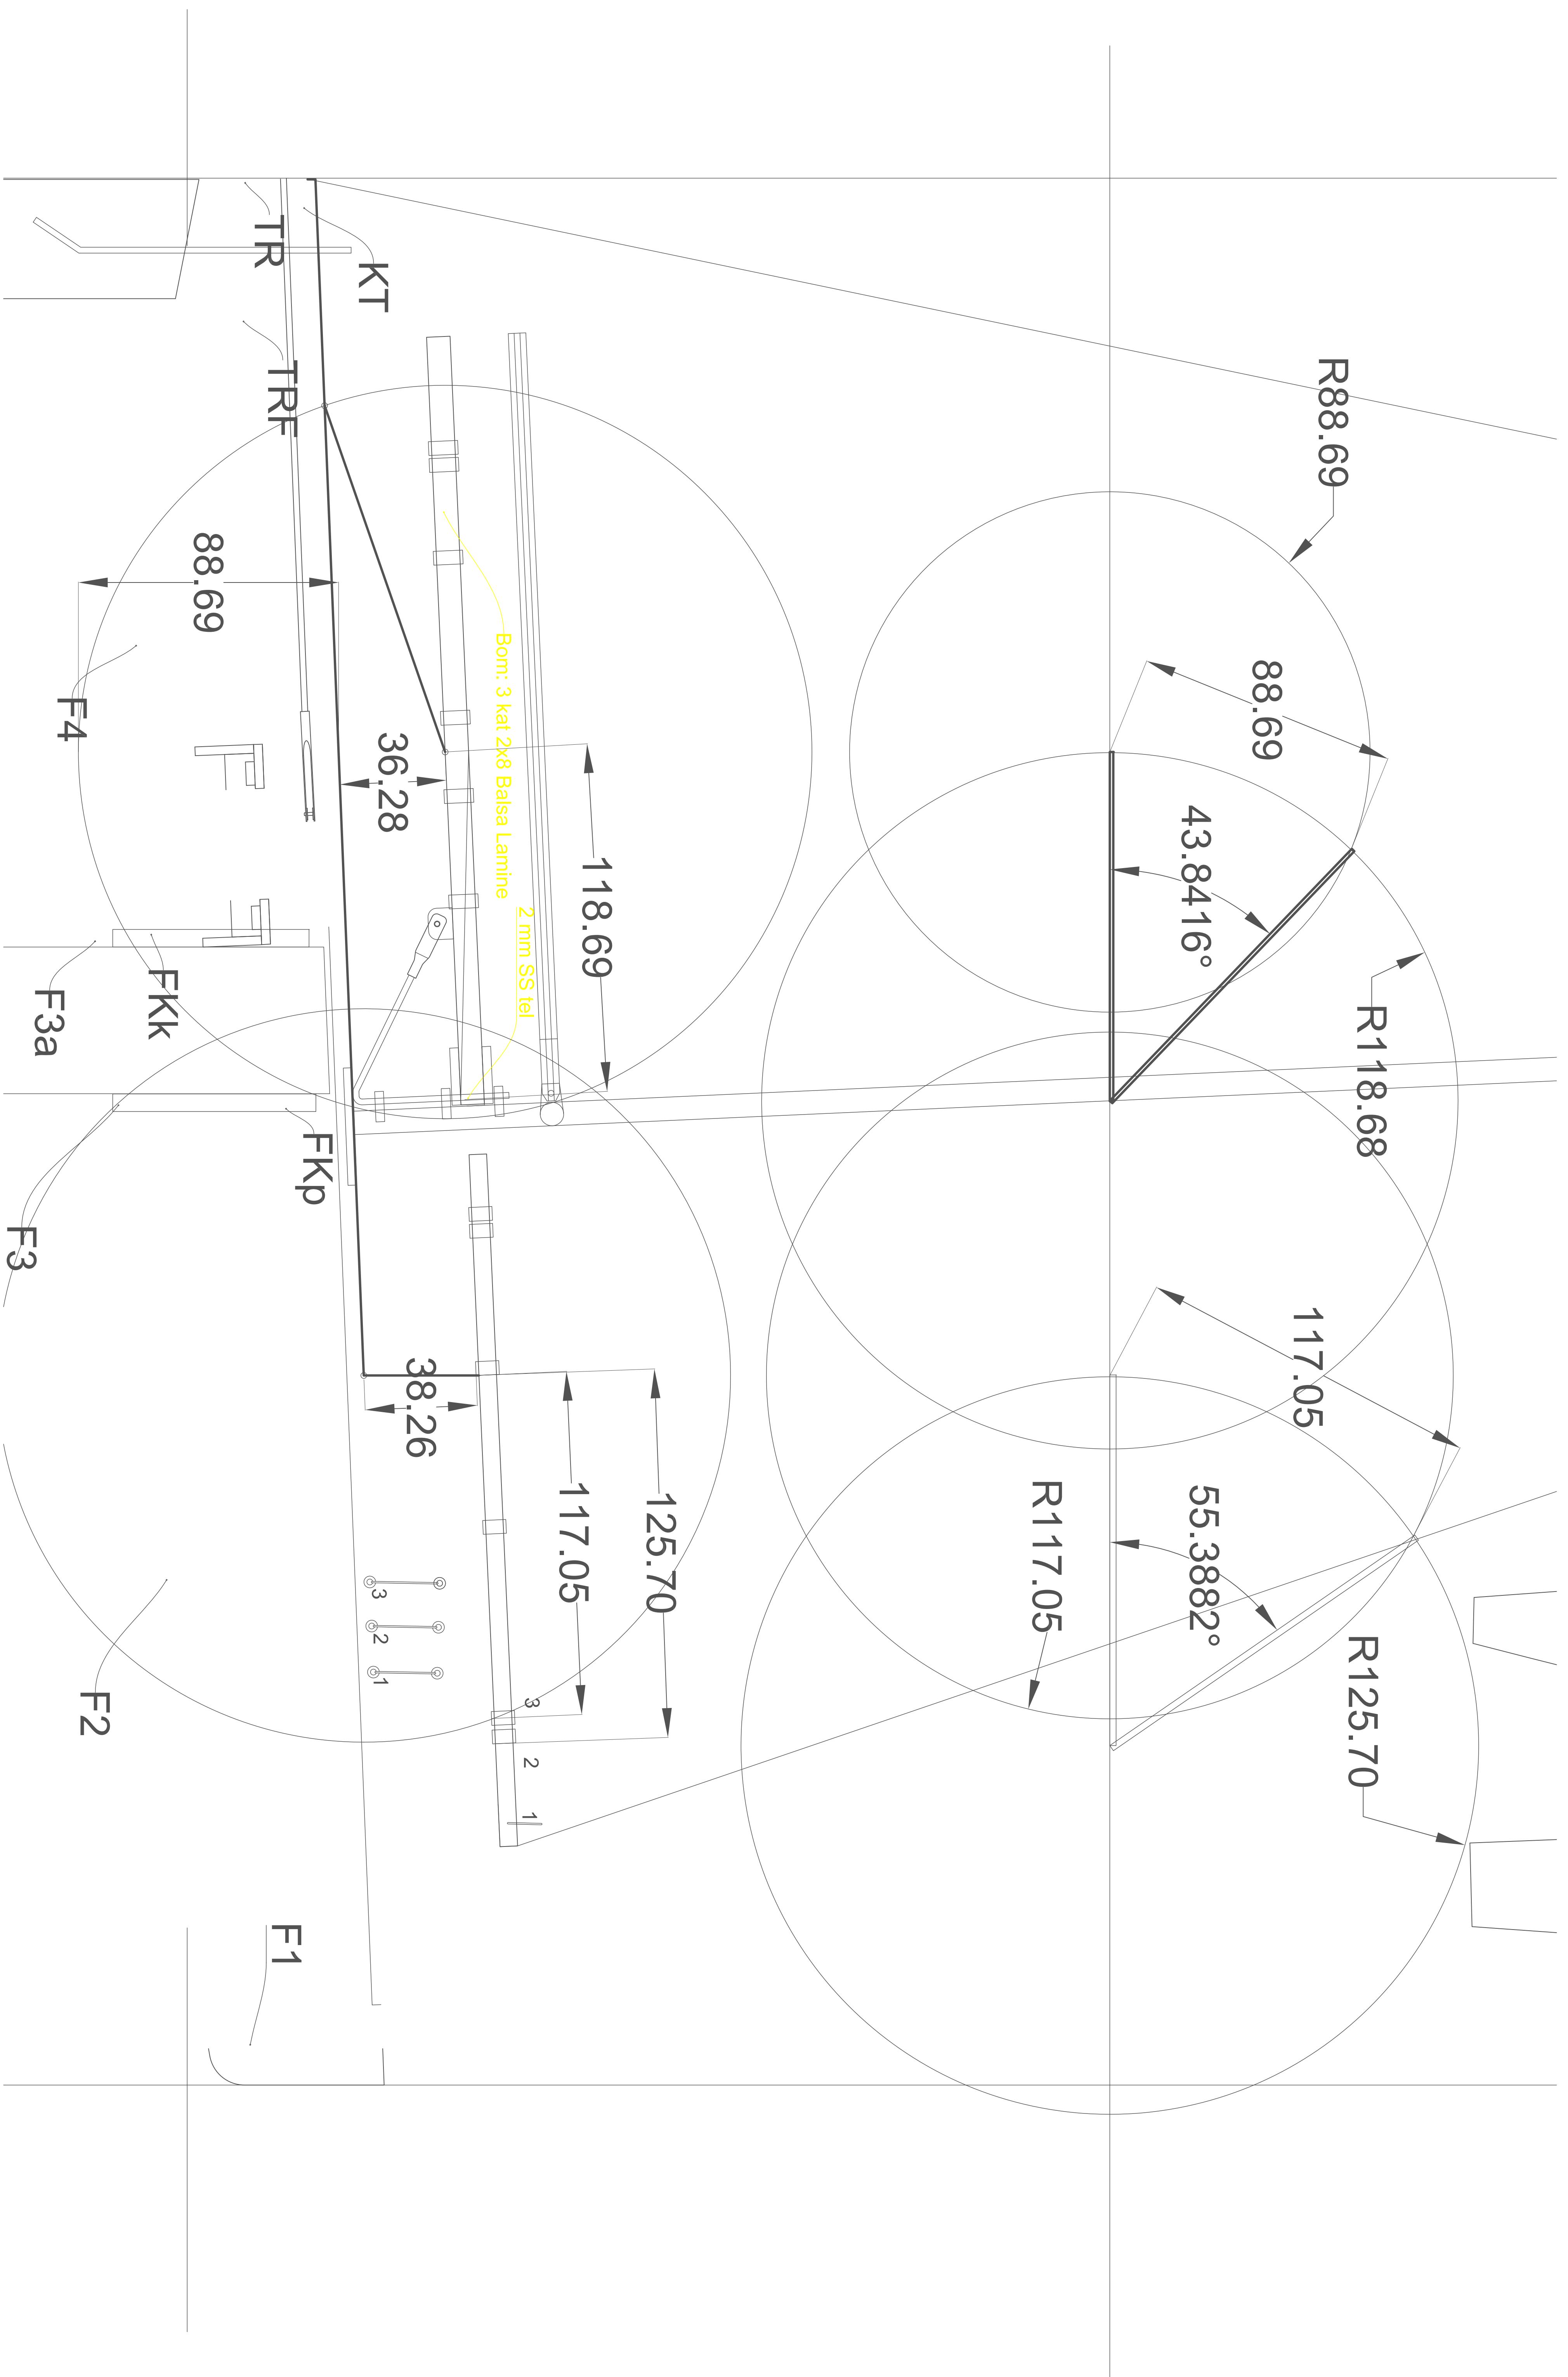 TR
KT
TRF
R88.69
88.69
F4
36.28
Bom: 3 kat 2x8 Balsa Lamine
118.69
88.69
43.8416°
2 mm SS tel
F3a
FKk
R118.68
FKp
F3
38.26
117.05
117.05
125.70
R117.05
55.3882°
3
2
1
3
2
1
R125.70
F2
F1